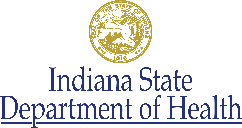 Indiana State
Department of Health